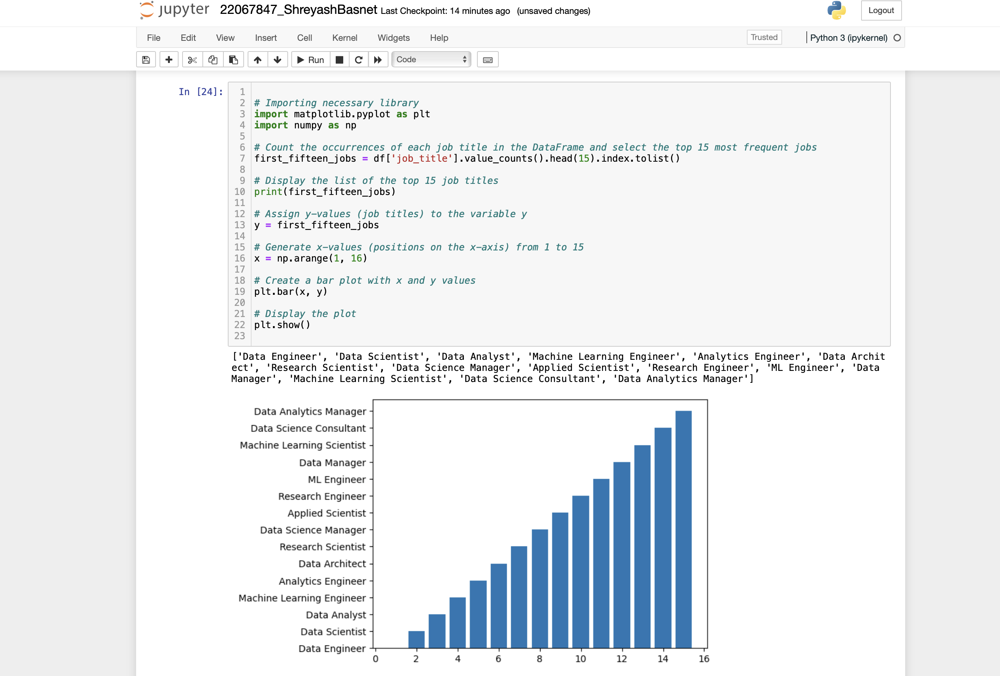 jupyter 22067847_ShreyashBasnet Last Checkpoint: 14 minutes ago (unsaved changes) Logout
File Edit View Insert Cell Kernel Widgets Help Trusted Python 3 (ipykernel)
Run Code
In [24]:
1
2 # Importing necessary library
3 import matplotlib.pyplot as plt
4 import numpy as np
5
6 # Count the occurrences of each job title in the DataFrame and select the top 15 most frequent jobs
7 first_fifteen_jobs = df['job_title'].value_counts().head(15).index.tolist()
8
9 # Display the list of the top 15 job titles
10 print(first_fifteen_jobs)
11
12 # Assign y-values (job titles) to the variable y
13 y = first_fifteen_jobs
14
15 # Generate x-values (positions on the x-axis) from 1 to 15
16 x = np.arange(1, 16)
17
18 # Create a bar plot with x and y values
19 plt.bar(x, y)
20
21 # Display the plot
22 plt.show()
23
['Data Engineer', 'Data Scientist', 'Data Analyst', 'Machine Learning Engineer', 'Analytics Engineer', 'Data Archit
ect', 'Research Scientist', 'Data Science Manager', 'Applied Scientist', 'Research Engineer', 'ML Engineer', 'Data
Manager', 'Machine Learning Scientist', 'Data Science Consultant', 'Data Analytics Manager']
Data Analytics Manager
Data Science Consultant
Machine Learning Scientist
Data Manager
ML Engineer
Research Engineer
Applied Scientist
Data Science Manager
Research Scientist
Data Architect
Analytics Engineer
Machine Learning Engineer
Data Analyst
Data Scientist
Data Engineer
0 2 4 6 8 10 12 14 16